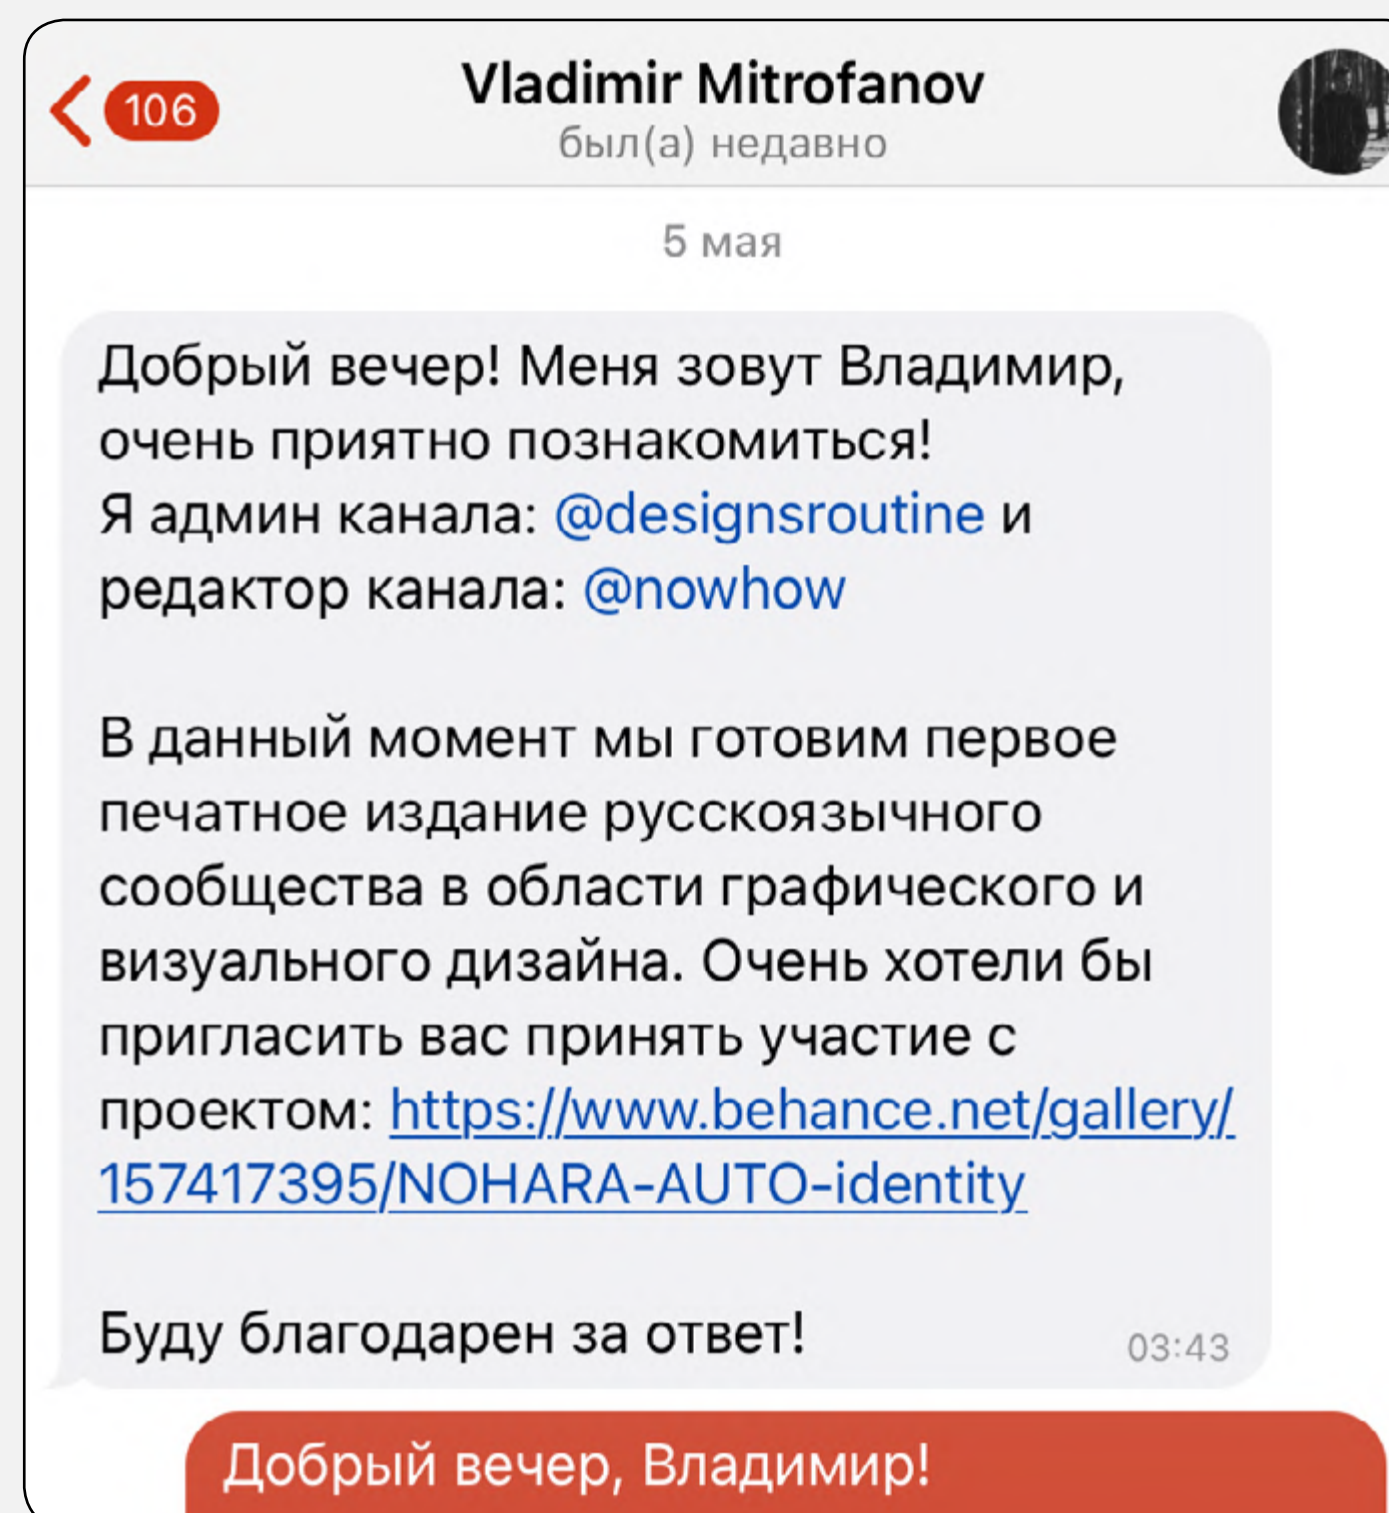 106
Vladimir Mitrofanov
был(а) недавно
5 мая
Добрый вечер! Меня зовут Владимир,
очень приятно познакомиться!
Я админ канала: @designsroutine и
редактор канала: @nowhow
В данный момент мы готовим первое
печатное издание русскоязычного
сообщества в области графического и
визуального дизайна. Очень хотели бы
пригласить вас принять участие с
проектом: https://www.behance.net/gallery/
157417395/NOHARA-AUTO-identity
Буду благодарен за ответ!
03:43
Добрый вечер, Владимир!